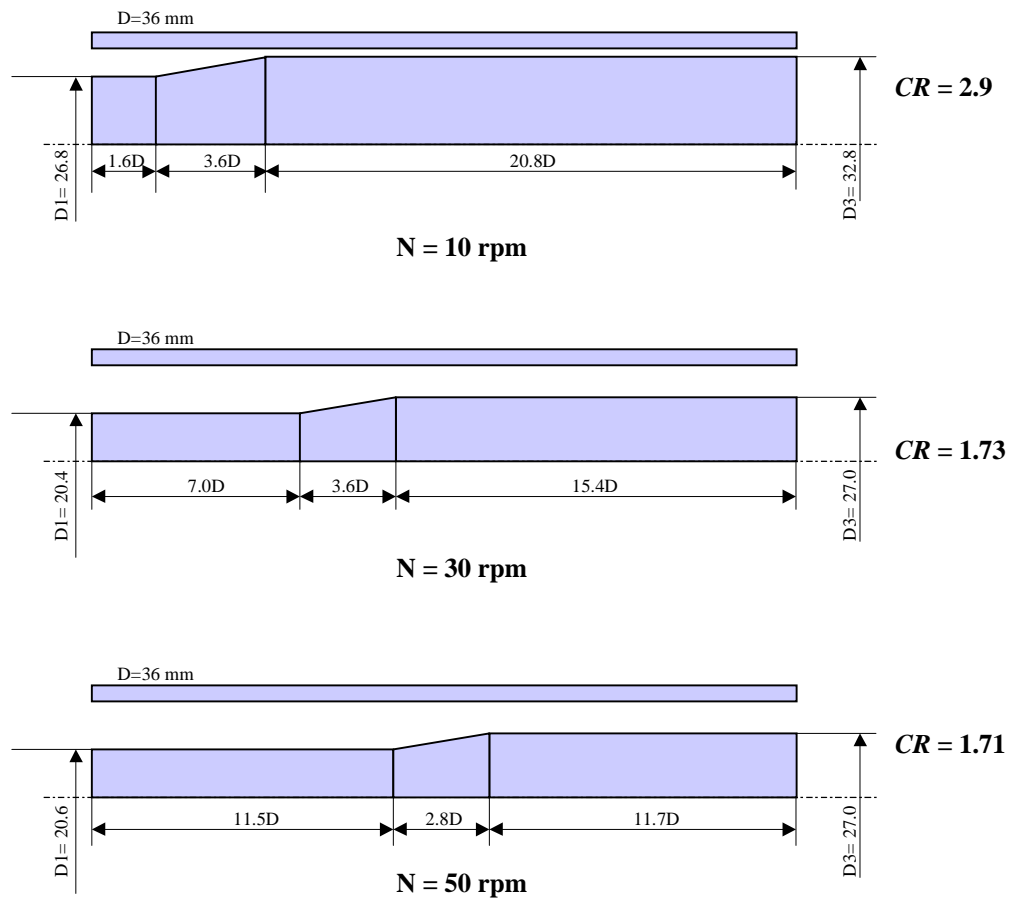 D=36 mm
CR = 2.9
D1= 26.8
1.6D
3.6D
20.8D
D3= 32.8
N = 10 rpm
D=36 mm
CR = 1.73
D1= 20.4
7.0D
3.6D
15.4D
D3= 27.0
N = 30 rpm
D=36 mm
CR = 1.71
D1= 20.6
11.5D
2.8D
11.7D
D3= 27.0
N = 50 rpm